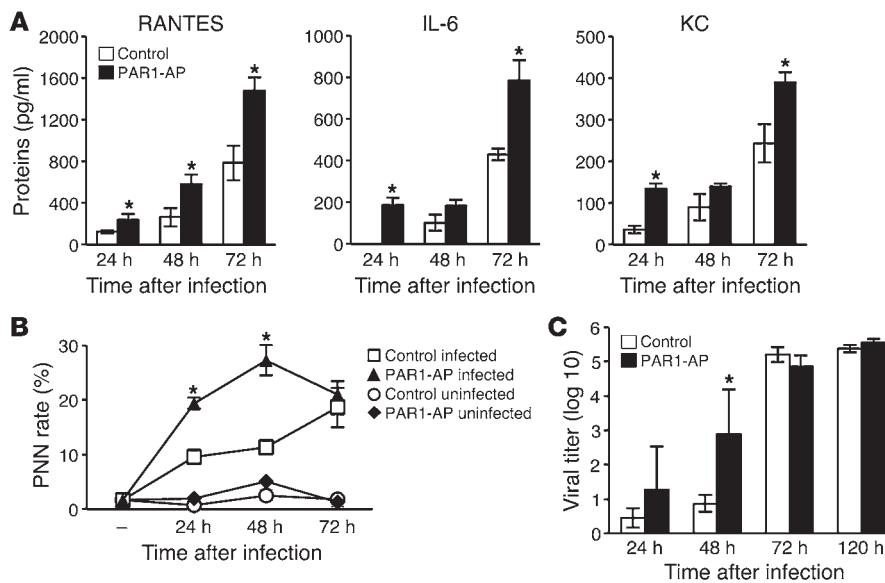 A
RANTES
IL-6
KC
Proteins (pg/ml)
2000
1600
1200
800
400
0
Control
PAR1-AP
*
*
*
24 h 48 h 72 h
Time after infection
1000
800
600
400
200
0
*
*
24 h 48 h 72 h
Time after infection
500
400
300
200
100
0
*
*
24 h 48 h 72 h
Time after infection
B
PNN rate (%)
30
20
10
0
*
*
– 24 h 48 h 72 h
Time after infection
Control infected
PAR1-AP infected
Control uninfected
PAR1-AP uninfected
C
Viral titer (log 10)
6
5
4
3
2
1
0
Control
PAR1-AP
*
24 h 48 h 72 h 120 h
Time after infection